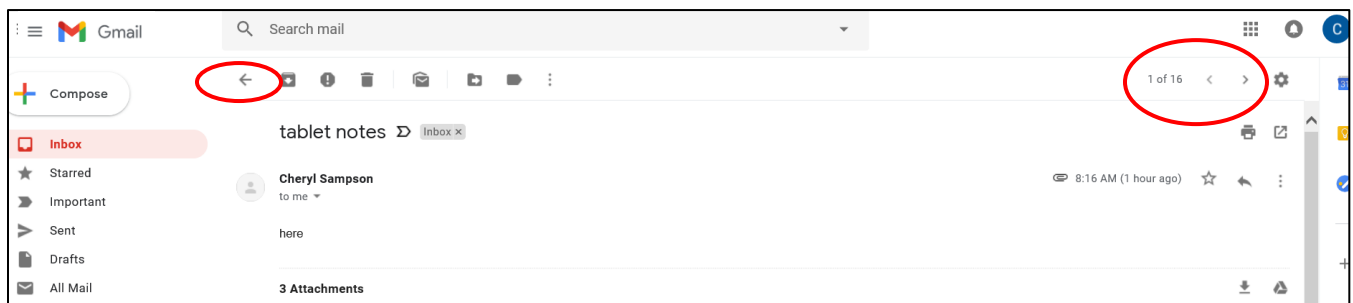 Gmail
Search mail
C
Compose
1 of 16
31
tablet notes Inbox ×
Inbox
Starred
Cheryl Sampson
8:16 AM (1 hour ago)
to me
Important
Sent
here
Drafts
All Mail
3 Attachments